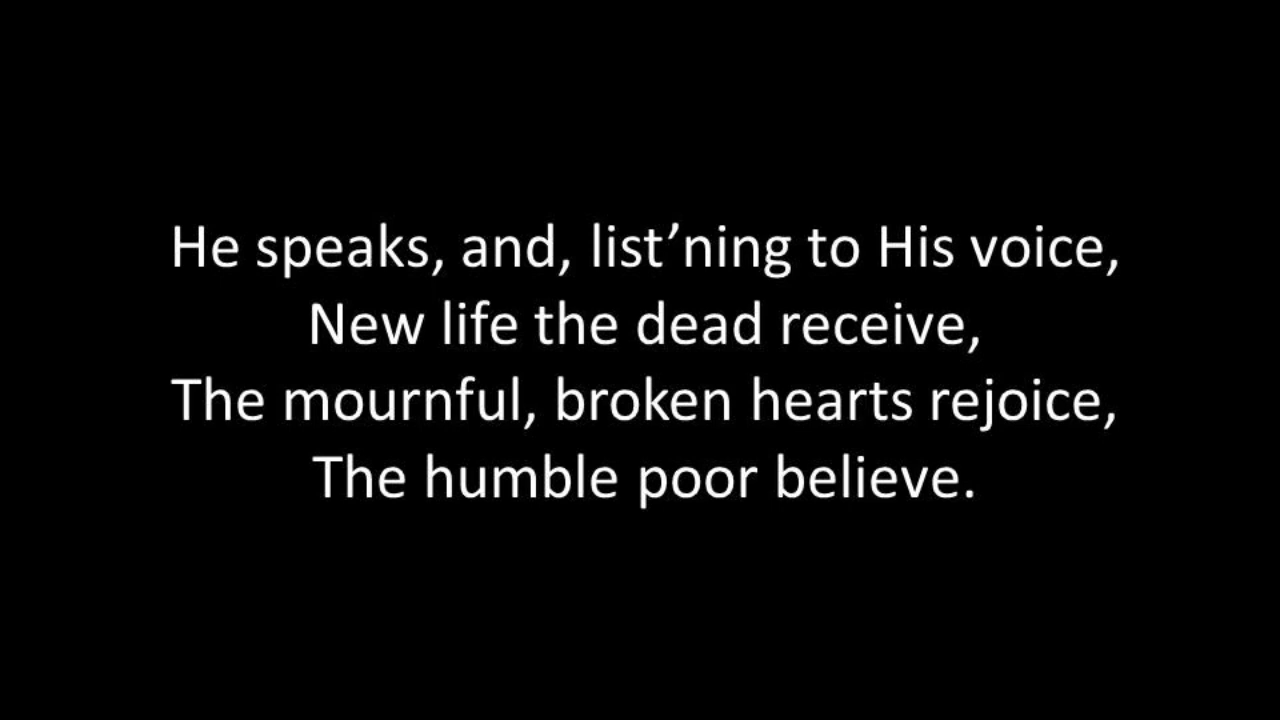 He speaks, and, list’ning to His voice,
New life the dead receive,
The mournful, broken hearts rejoice,
The humble poor believe.